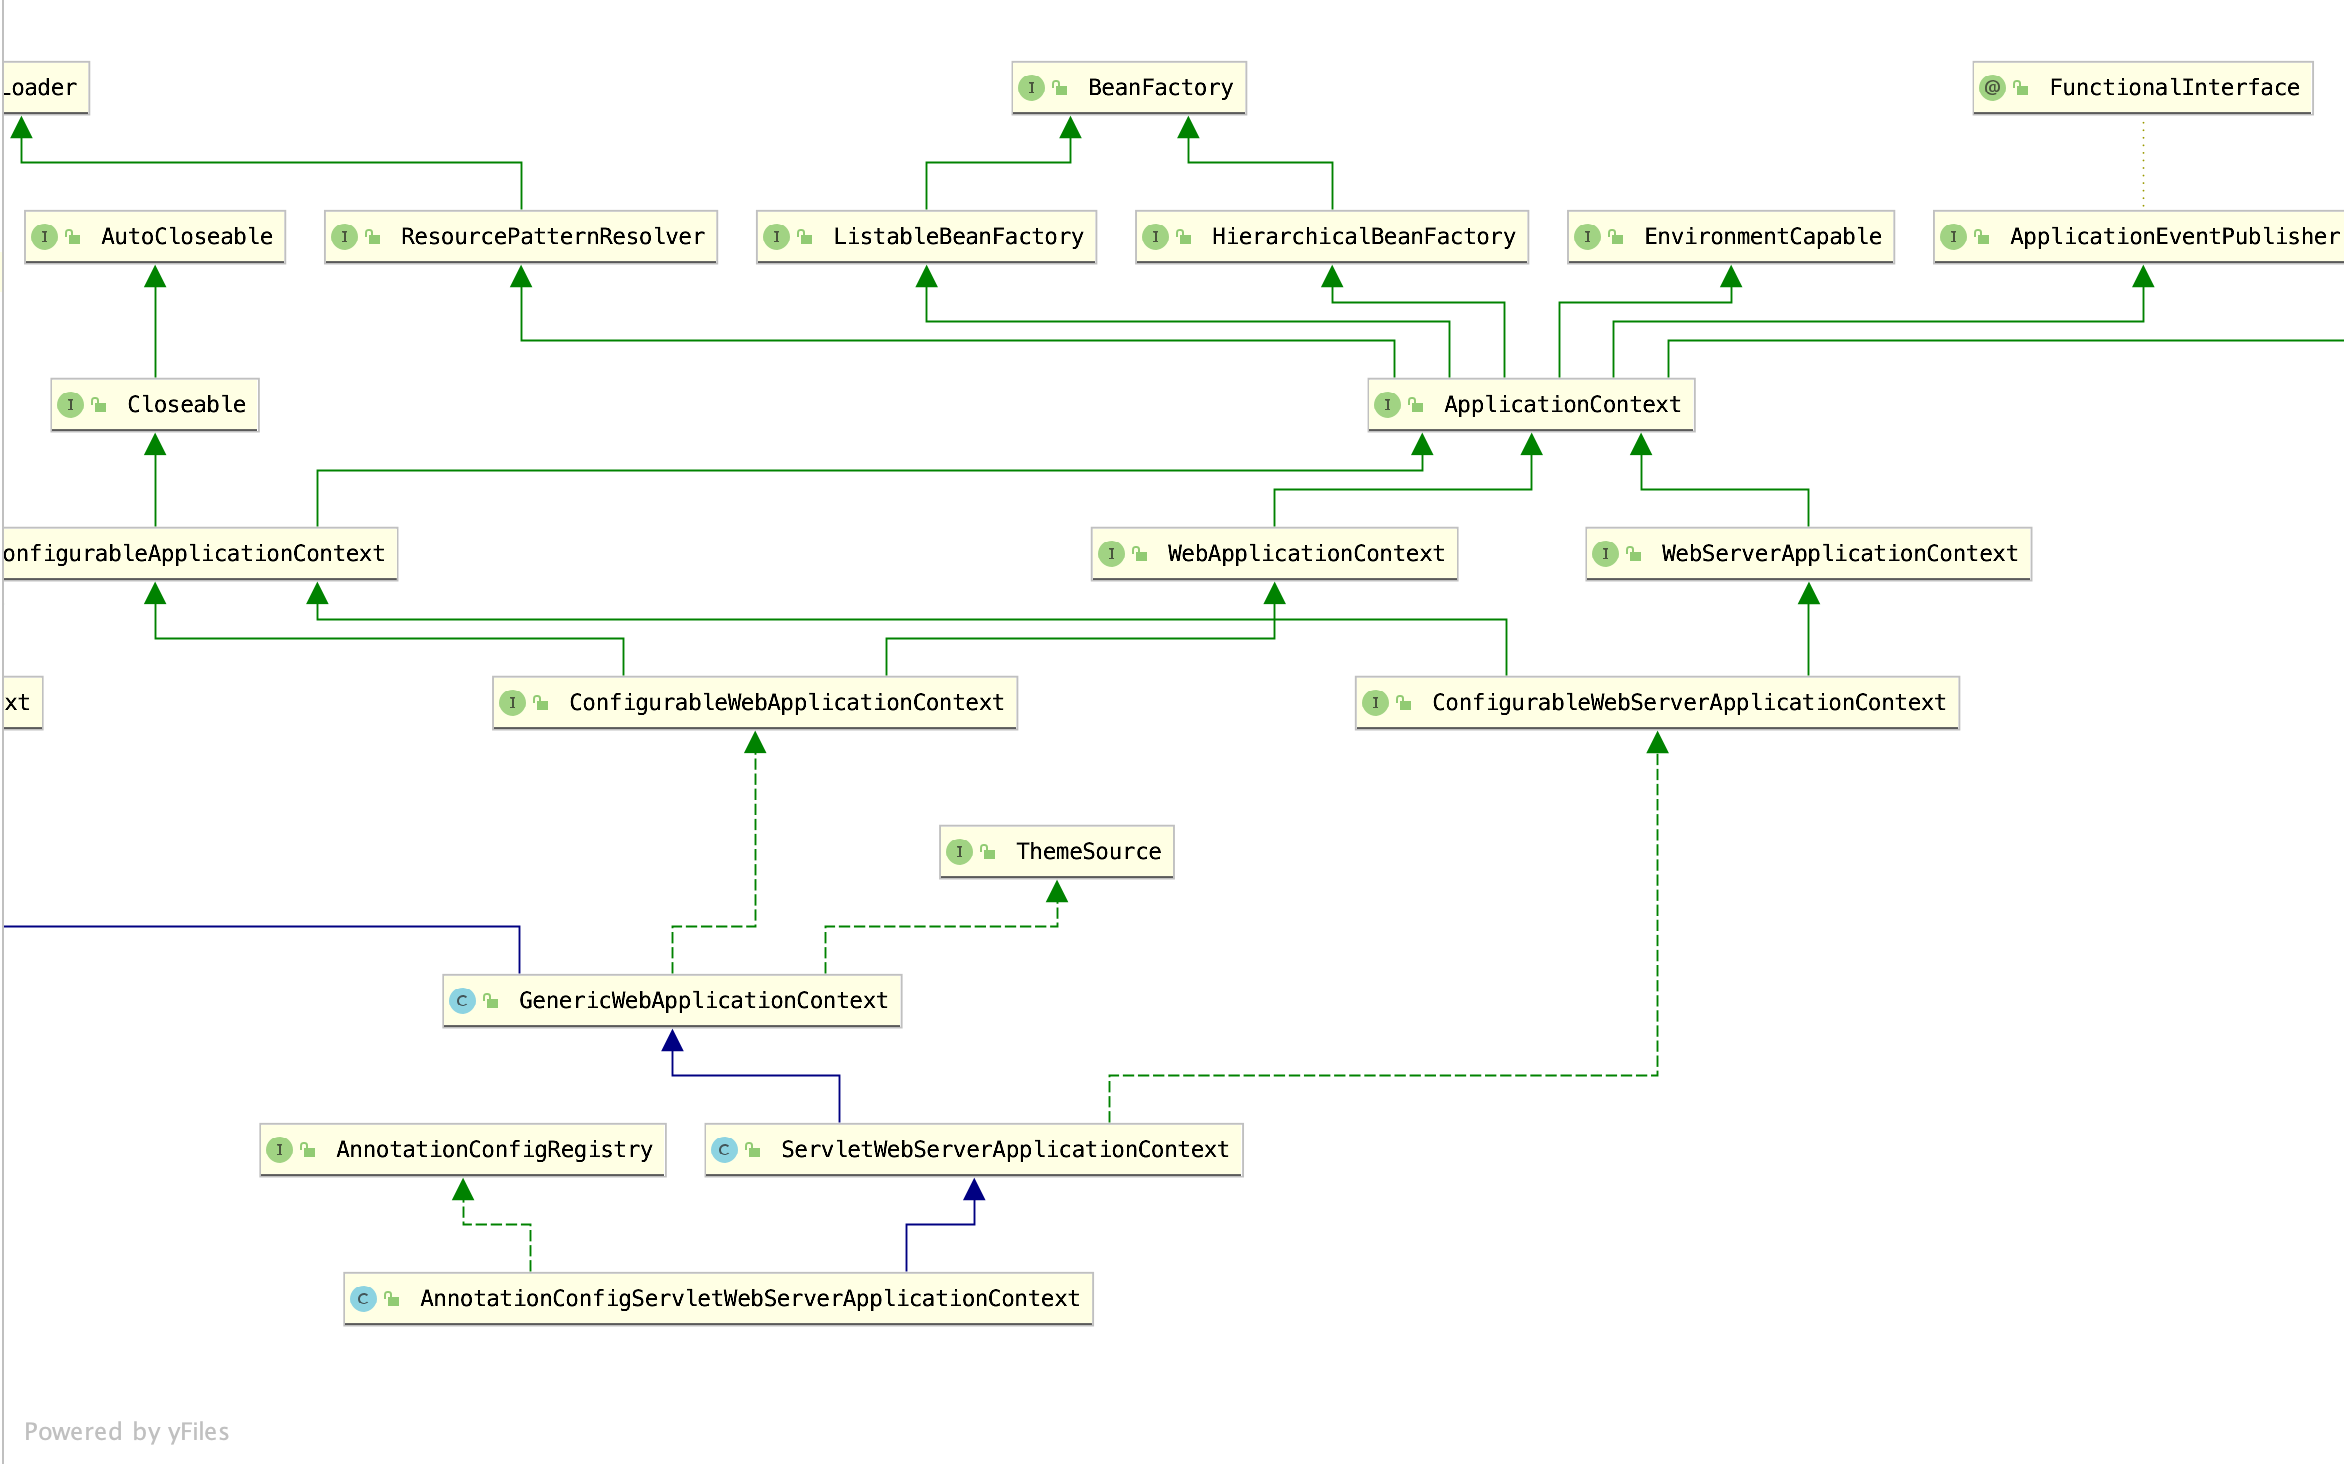 Loader
I BeanFactory
@ FunctionalInterface
I AutoCloseable
I ResourcePatternResolver
I ListableBeanFactory
I HierarchicalBeanFactory
I EnvironmentCapable
I ApplicationEventPublisher
I Closeable
I ApplicationContext
onfigurableApplicationContext
I WebApplicationContext
I WebServerApplicationContext
xt
I ConfigurableWebApplicationContext
I ConfigurableWebServerApplicationContext
I ThemeSource
C GenericWebApplicationContext
I AnnotationConfigRegistry
C ServletWebServerApplicationContext
C AnnotationConfigServletWebServerApplicationContext
Powered by yFiles